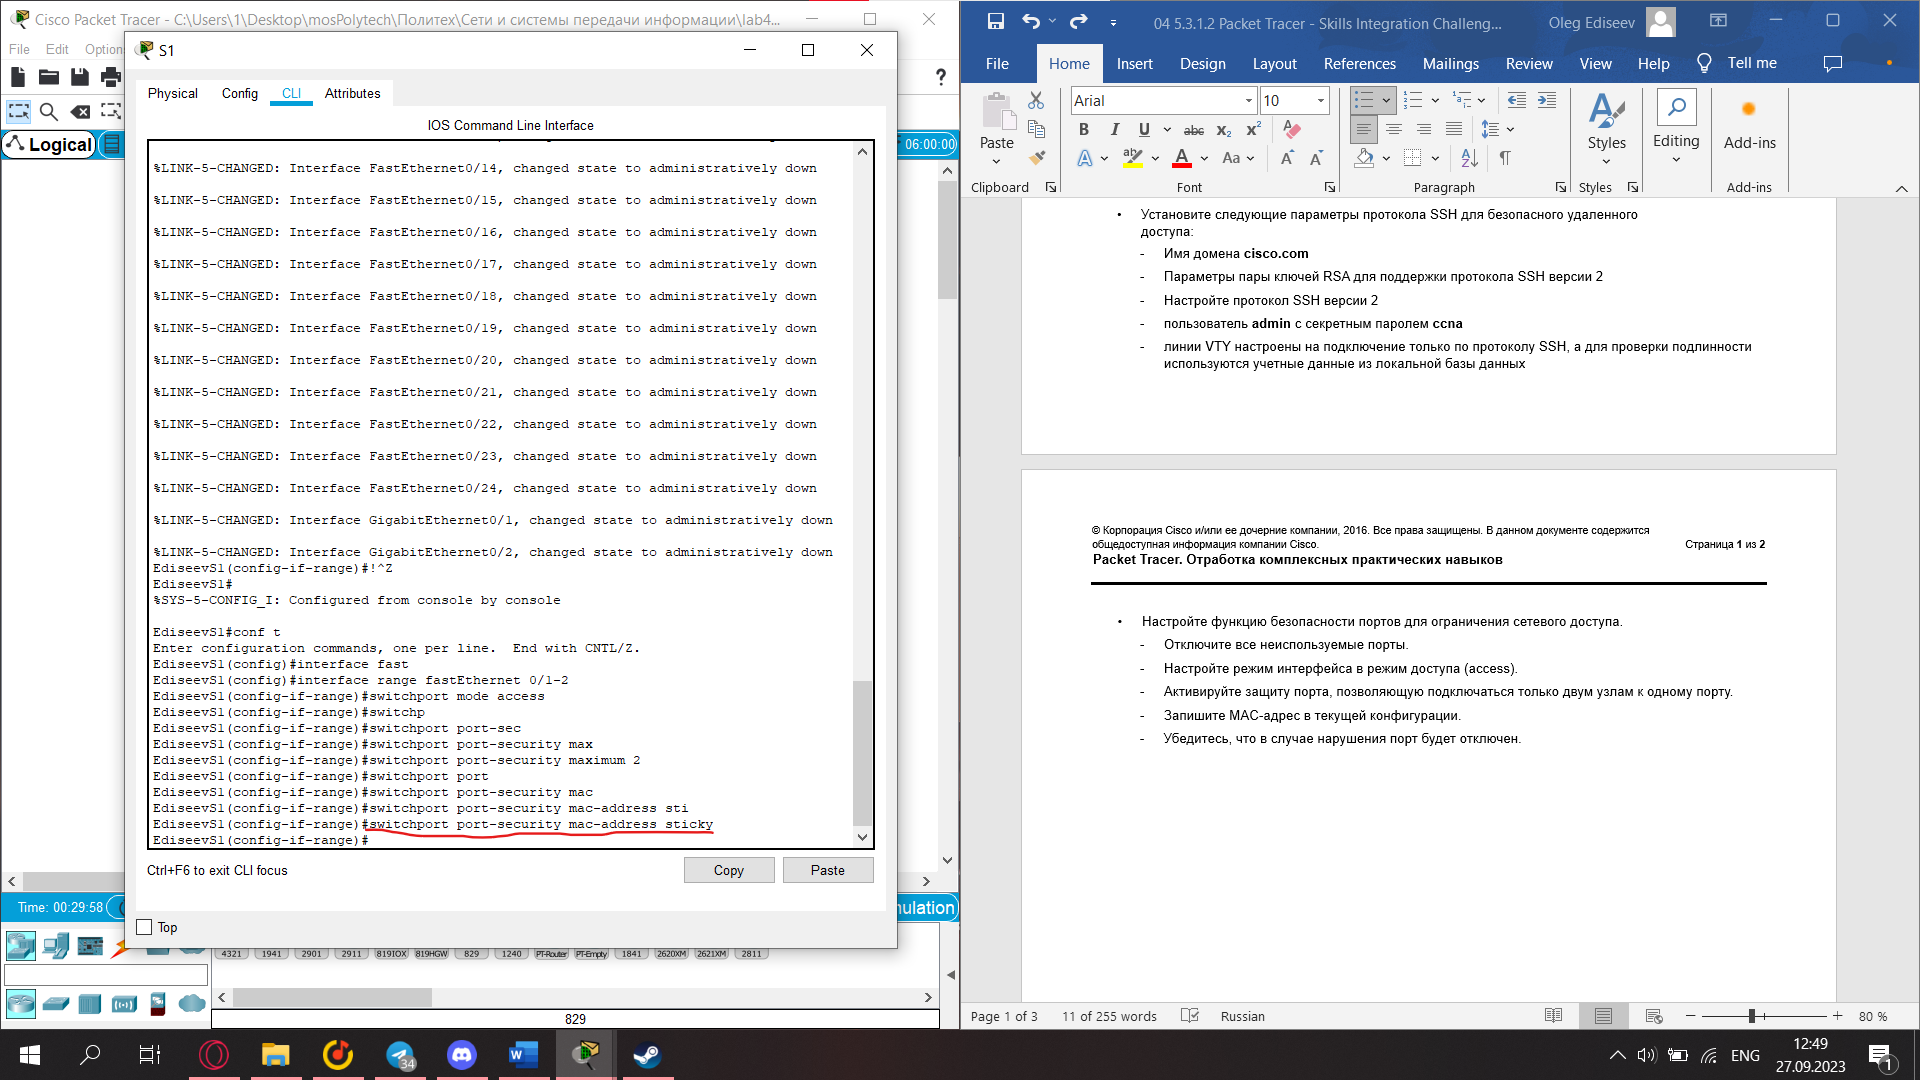 Cisco Packet Tracer - C:\Users\1\Desktop\mosPolytech\Политех\Сети и системы передачи информации\lab4...
File Edit Option
S1
Logical
06:00:00
Physical Config CLI Attributes
IOS Command Line Interface
%LINK-5-CHANGED: Interface FastEthernet0/14, changed state to administratively down
%LINK-5-CHANGED: Interface FastEthernet0/15, changed state to administratively down
%LINK-5-CHANGED: Interface FastEthernet0/16, changed state to administratively down
%LINK-5-CHANGED: Interface FastEthernet0/17, changed state to administratively down
%LINK-5-CHANGED: Interface FastEthernet0/18, changed state to administratively down
%LINK-5-CHANGED: Interface FastEthernet0/19, changed state to administratively down
%LINK-5-CHANGED: Interface FastEthernet0/20, changed state to administratively down
%LINK-5-CHANGED: Interface FastEthernet0/21, changed state to administratively down
%LINK-5-CHANGED: Interface FastEthernet0/22, changed state to administratively down
%LINK-5-CHANGED: Interface FastEthernet0/23, changed state to administratively down
%LINK-5-CHANGED: Interface FastEthernet0/24, changed state to administratively down
%LINK-5-CHANGED: Interface GigabitEthernet0/1, changed state to administratively down
%LINK-5-CHANGED: Interface GigabitEthernet0/2, changed state to administratively down
EdiseevS1(config-if-range)#!^Z
EdiseevS1#
%SYS-5-CONFIG_I: Configured from console by console
EdiseevS1#conf t
Enter configuration commands, one per line. End with CNTL/Z.
EdiseevS1(config)#interface fast
EdiseevS1(config)#interface range fastEthernet 0/1-2
EdiseevS1(config-if-range)#switchport mode access
EdiseevS1(config-if-range)#switchp
EdiseevS1(config-if-range)#switchport port-sec
EdiseevS1(config-if-range)#switchport port-security max
EdiseevS1(config-if-range)#switchport port-security maximum 2
EdiseevS1(config-if-range)#switchport port
EdiseevS1(config-if-range)#switchport port-security mac
EdiseevS1(config-if-range)#switchport port-security mac-address sti
EdiseevS1(config-if-range)#switchport port-security mac-address sticky
EdiseevS1(config-if-range)#
Ctrl+F6 to exit CLI focus
Copy Paste
Top
Time: 00:29:58
nulation
4321 1941 2901 2911 819IOX 819HGW 829 1240 PT-Router PT-Empty 1841 2620XM 2621XM 2811
829
04 5.3.1.2 Packet Tracer - Skills Integration Challeng...
Oleg Ediseev
File Home Insert Design Layout References Mailings Review View Help Tell me
Arial 10
Paste
Styles
Editing
Add-ins
Clipboard Font Paragraph Styles Add-ins
• Установите следующие параметры протокола SSH для безопасного удаленного
доступа:
- Имя домена cisco.com
- Параметры пары ключей RSA для поддержки протокола SSH версии 2
- Настройте протокол SSH версии 2
- пользователь admin с секретным паролем ccna
- линии VTY настроены на подключение только по протоколу SSH, а для проверки подлинности
используются учетные данные из локальной базы данных
© Корпорация Cisco и/или ее дочерние компании, 2016. Все права защищены. В данном документе содержится
общедоступная информация компании Cisco.
Страница 1 из 2
Packet Tracer. Отработка комплексных практических навыков
• Настройте функцию безопасности портов для ограничения сетевого доступа.
- Отключите все неиспользуемые порты.
- Настройте режим интерфейса в режим доступа (access).
- Активируйте защиту порта, позволяющую подключаться только двум узлам к одному порту.
- Запишите MAC-адрес в текущей конфигурации.
- Убедитесь, что в случае нарушения порт будет отключен.
Page 1 of 3 11 of 255 words Russian
80 %
34
ENG
12:49
27.09.2023
1